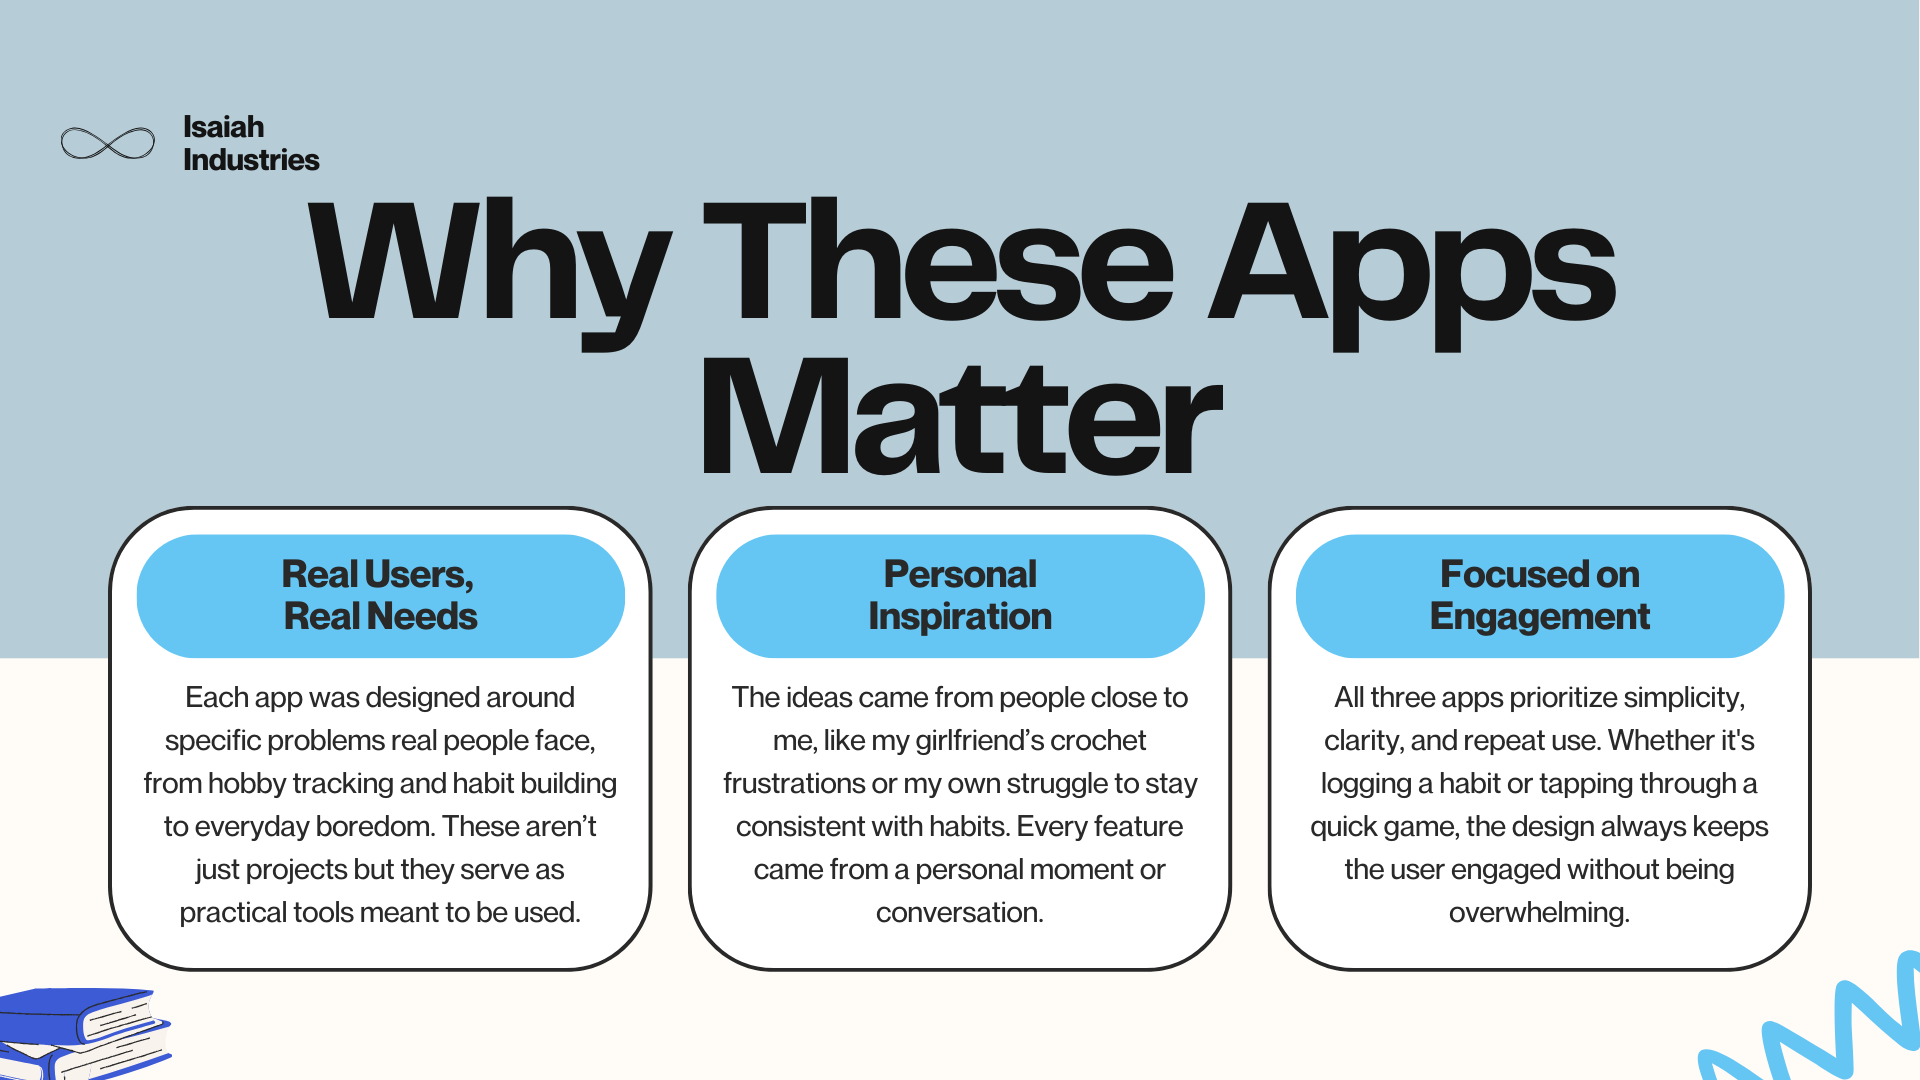 Isaiah
Industries
Why These Apps
Matter
Real Users,
Real Needs
Each app was designed around
specific problems real people face,
from hobby tracking and habit building
to everyday boredom. These aren’t
just projects but they serve as
practical tools meant to be used.
Personal
Inspiration
The ideas came from people close to
me, like my girlfriend’s crochet
frustrations or my own struggle to stay
consistent with habits. Every feature
came from a personal moment or
conversation.
Focused on
Engagement
All three apps prioritize simplicity,
clarity, and repeat use. Whether it's
logging a habit or tapping through a
quick game, the design always keeps
the user engaged without being
overwhelming.